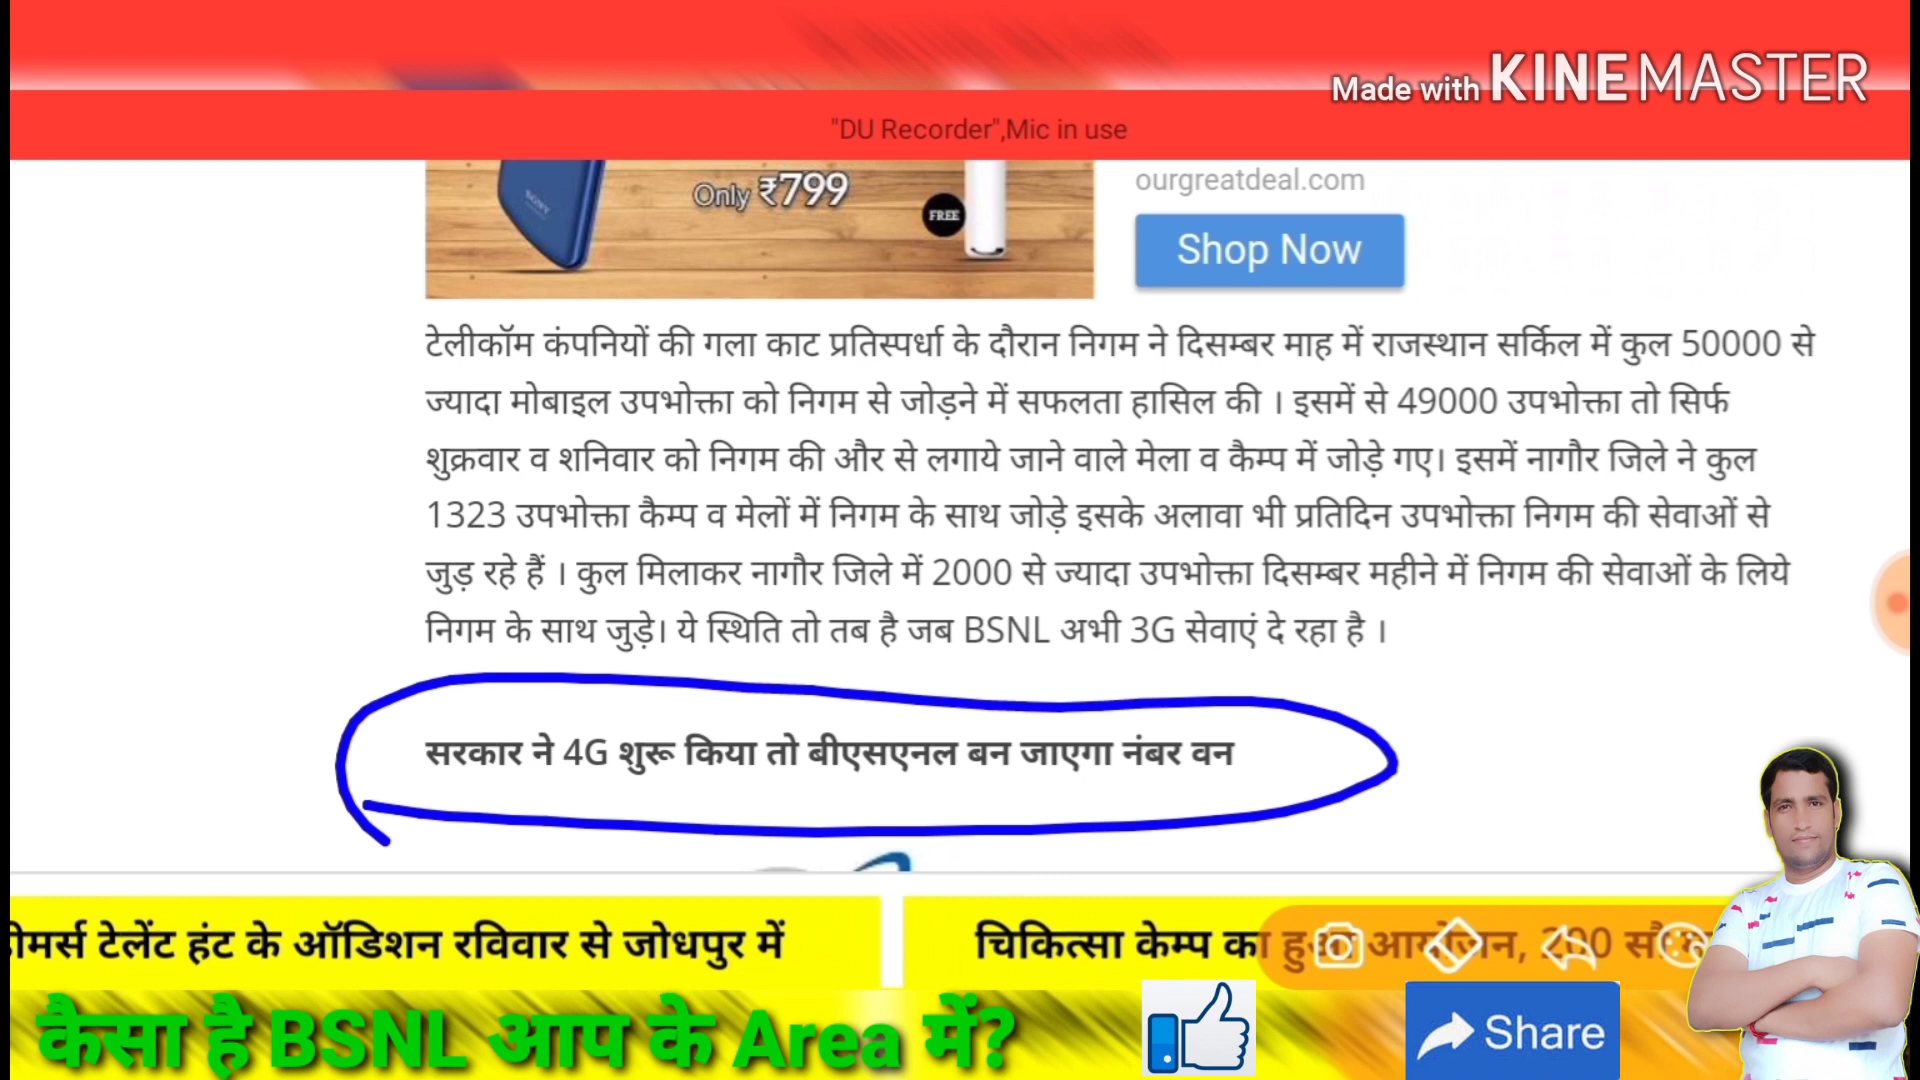 Made with KINEMASTER
"DU Recorder",Mic in use
SONY
Only ₹799
FREE
ourgreatdeal.com
Shop Now
टेलीकॉम कंपनियों की गला काट प्रतिस्पर्धा के दौरान निगम ने दिसम्बर माह में राजस्थान सर्किल में कुल 50000 से
ज्यादा मोबाइल उपभोक्ता को निगम से जोड़ने में सफलता हासिल की । इसमें से 49000 उपभोक्ता तो सिर्फ
शुक्रवार व शनिवार को निगम की और से लगाये जाने वाले मेला व कैम्प में जोड़े गए। इसमें नागौर जिले ने कुल
1323 उपभोक्ता कैम्प व मेलों में निगम के साथ जोड़े इसके अलावा भी प्रतिदिन उपभोक्ता निगम की सेवाओं से
जुड़ रहे हैं । कुल मिलाकर नागौर जिले में 2000 से ज्यादा उपभोक्ता दिसम्बर महीने में निगम की सेवाओं के लिये
निगम के साथ जुड़े। ये स्थिति तो तब है जब BSNL अभी 3G सेवाएं दे रहा है ।
सरकार ने 4G शुरू किया तो बीएसएनल बन जाएगा नंबर वन
टेलेंट हंट के ऑडिशन रविवार से जोधपुर में
चिकित्सा केम्प का हुआ आयोजन, 200
कैसा है BSNL आप के Area में?
Share